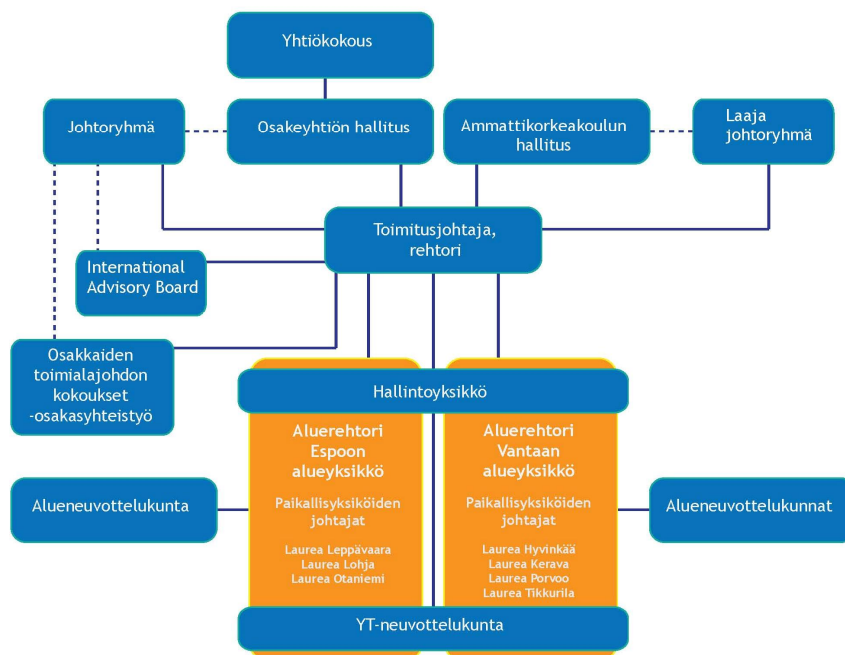 Yhtiökokous
Johtoryhmä
Osakeyhtiön hallitus
Ammattikorkeakoulun
hallitus
Laaja
johtoryhmä
Toimitusjohtaja,
rehtori
International
Advisory Board
Osakkaiden
toimialajohdon
kokoukset
-osakasyhteistyö
Hallintoyksikkö
Aluerehtori
Espoon
alueyksikkö
Paikallisyksiköiden
johtajat
Laurea Leppävaara
Laurea Lohja
Laurea Otaniemi
Aluerehtori
Vantaan
alueyksikkö
Paikallisyksiköiden
johtajat
Laurea Hyvinkää
Laurea Kerava
Laurea Porvoo
Laurea Tikkurila
Alueneuvottelukunta
Alueneuvottelukunnat
YT-neuvottelukunta